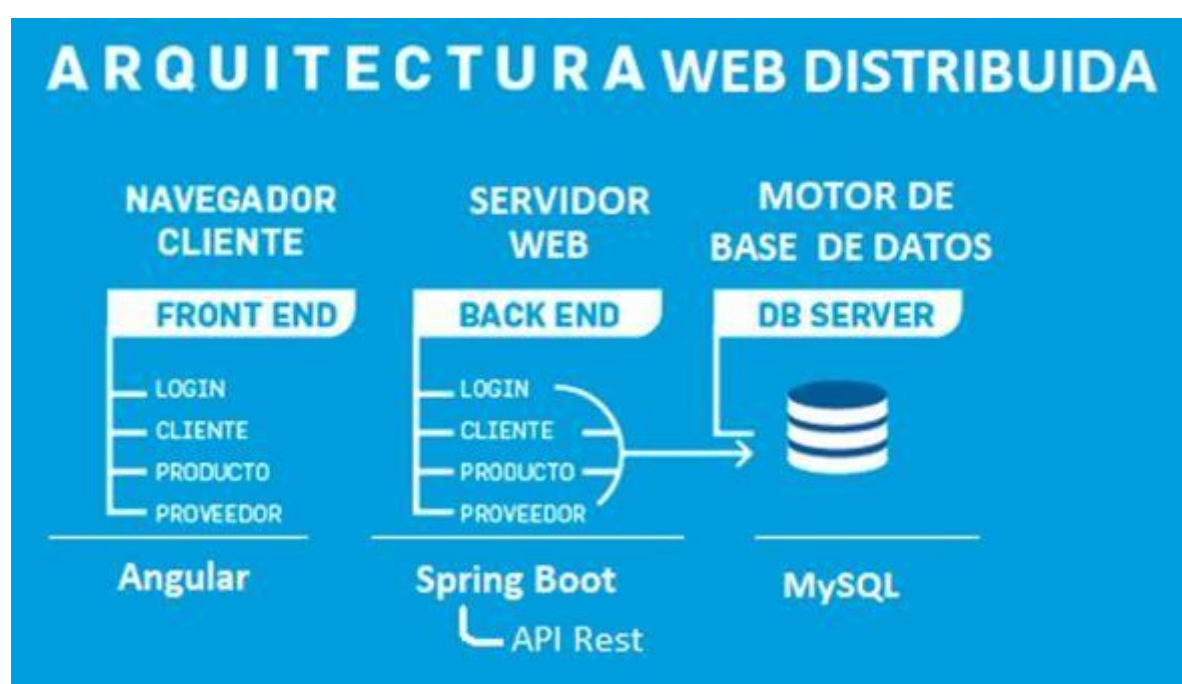 ARQUITECTURA WEB DISTRIBUIDA
NAVEGADOR
CLIENTE
FRONT END
LOGIN
CLIENTE
PRODUCTO
PROVEEDOR
Angular
SERVIDOR
WEB
BACK END
LOGIN
CLIENTE
PRODUCTO
PROVEEDOR
Spring Boot
API Rest
MOTOR DE
BASE DE DATOS
DB SERVER
MySQL